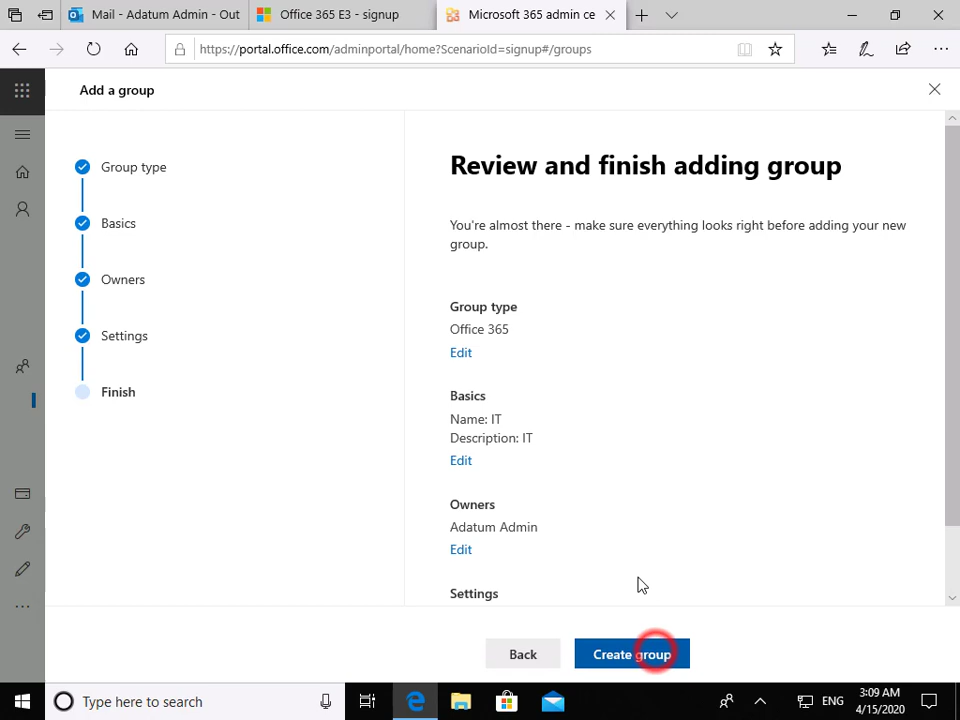 Mail - Adatum Admin - Out
Office 365 E3 - signup
Microsoft 365 admin ce
https://portal.office.com/adminportal/home?ScenarioId=signup#/groups
Add a group
Group type
Basics
Owners
Settings
Finish
Review and finish adding group
You're almost there - make sure everything looks right before adding your new
group.
Group type
Office 365
Edit
Basics
Name: IT
Description: IT
Edit
Owners
Adatum Admin
Edit
Settings
Back
Create group
Type here to search
ENG
3:09 AM
4/15/2020